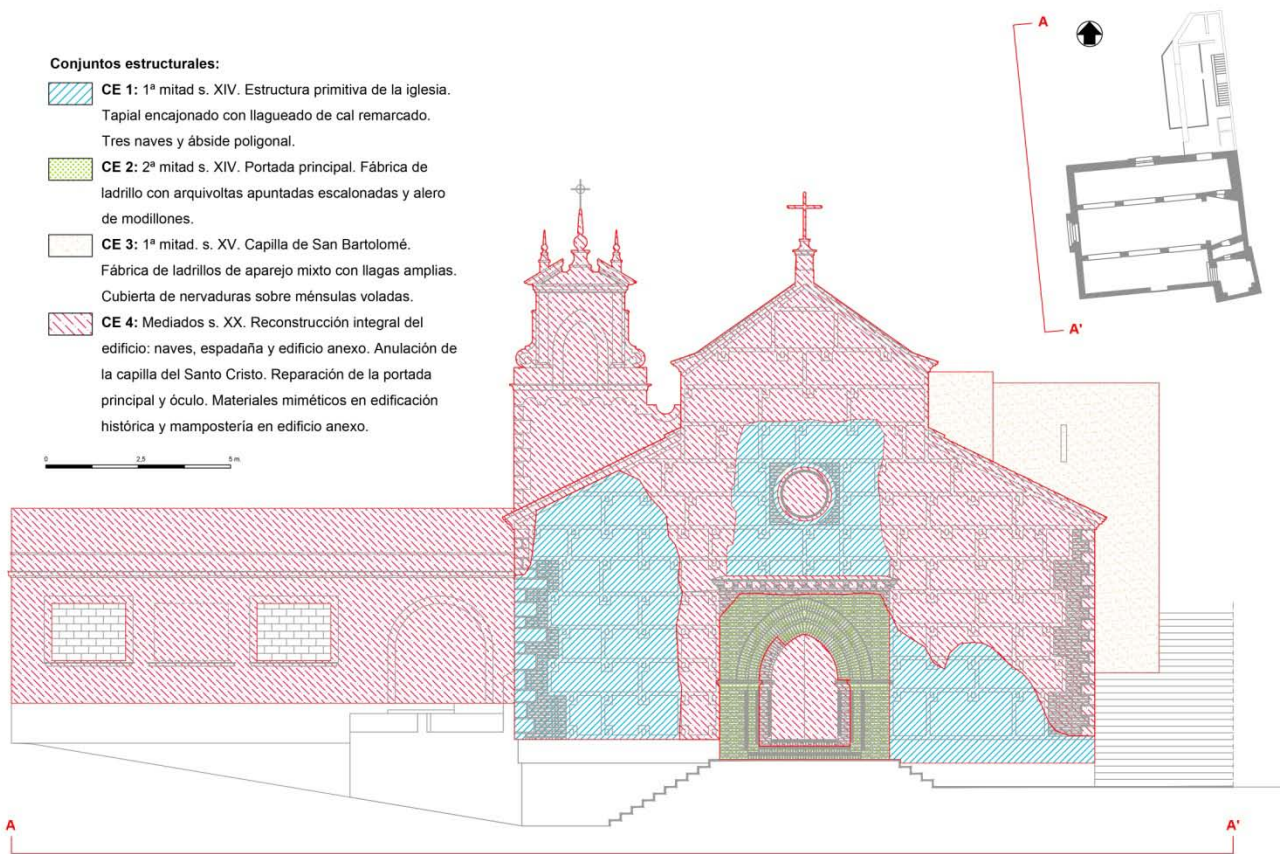 Conjuntos estructurales:
CE 1: 1ª mitad s. XIV. Estructura primitiva de la iglesia.
Tapial encajonado con llagueado de cal remarcado.
Tres naves y ábside poligonal.
CE 2: 2ª mitad s. XIV. Portada principal. Fábrica de
ladrillo con arquivoltas apuntadas escalonadas y alero
de modillones.
CE 3: 1ª mitad. s. XV. Capilla de San Bartolomé.
Fábrica de ladrillos de aparejo mixto con llagas amplias.
Cubierta de nervaduras sobre ménsulas voladas.
CE 4: Mediados s. XX. Reconstrucción integral del
edificio: naves, espadaña y edificio anexo. Anulación de
la capilla del Santo Cristo. Reparación de la portada
principal y óculo. Materiales miméticos en edificación
histórica y mampostería en edificio anexo.
0 2,5 5 m.
A
A'
A
A'